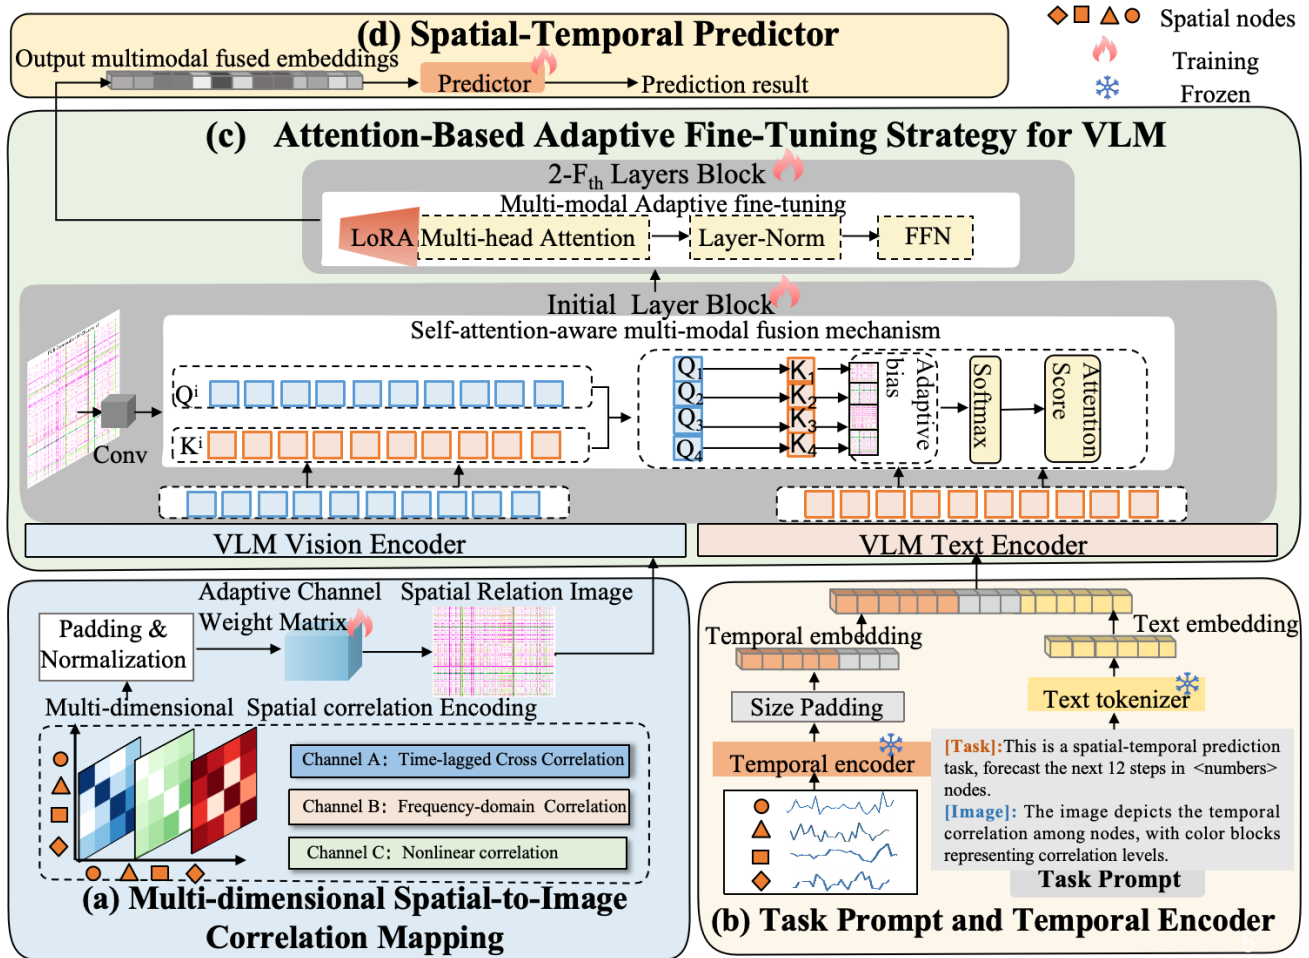 (d) Spatial-Temporal Predictor
Output multimodal fused embeddings
Predictor
Prediction result
Spatial nodes
Training
Frozen
(c) Attention-Based Adaptive Fine-Tuning Strategy for VLM
2-Fth Layers Block
Multi-modal Adaptive fine-tuning
LoRA
Multi-head Attention
Layer-Norm
FFN
Initial Layer Block
Self-attention-aware multi-modal fusion mechanism
Conv
Qi
Ki
Q1
Q2
Q3
Q4
K1
K2
K3
K4
Adaptive
bias
Softmax
Attention
Score
VLM Vision Encoder
VLM Text Encoder
Padding &
Normalization
Adaptive Channel
Weight Matrix
Spatial Relation Image
Multi-dimensional Spatial correlation Encoding
Channel A: Time-lagged Cross Correlation
Channel B: Frequency-domain Correlation
Channel C: Nonlinear correlation
(a) Multi-dimensional Spatial-to-Image
Correlation Mapping
Temporal embedding
Text embedding
Size Padding
Text tokenizer
Temporal encoder
[Task]:This is a spatial-temporal prediction
task, forecast the next 12 steps in <numbers>
nodes.
[Image]: The image depicts the temporal
correlation among nodes, with color blocks
representing correlation levels.
Task Prompt
(b) Task Prompt and Temporal Encoder